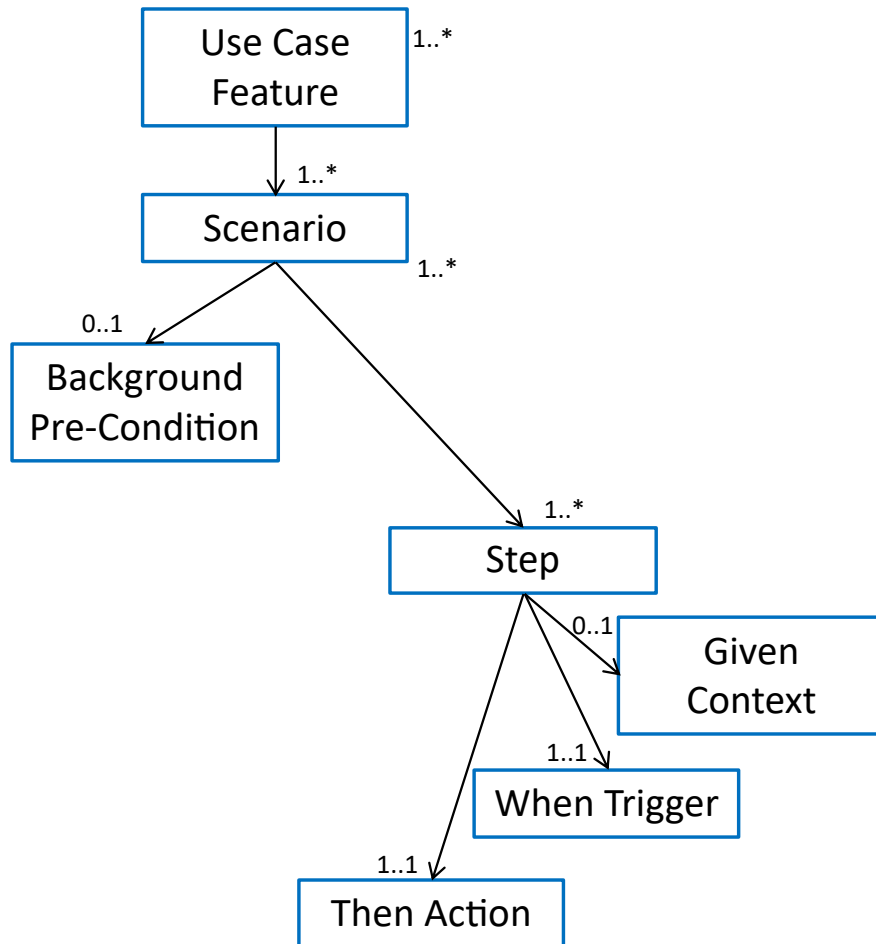 Use Case
Feature
1..*
1..*
Scenario
1..*
0..1
Background
Pre-Condition
1..*
Step
0..1
Given
Context
1..1
When Trigger
1..1
Then Action